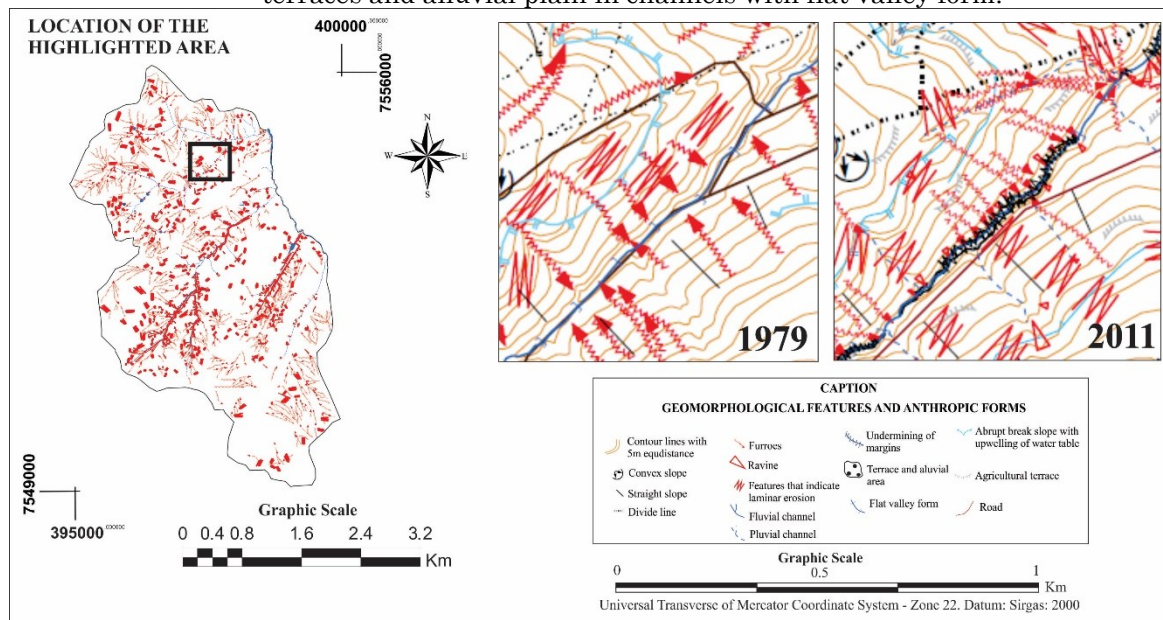 terraces and alluvial plain in channels with flat valley form.
LOCATION OF THE
HIGHLIGHTED AREA
400000
7556000
N
W
E
S
7549000
395000
Graphic Scale
0 0.4 0.8 1.6 2.4 3.2
Km
1979
2011
CAPTION
GEOMORPHOLOGICAL FEATURES AND ANTHROPIC FORMS
Contour lines with
5m equdistance
Convex slope
Straight slope
Divide line
Furroes
Ravine
Features that indicate
laminar erosion
Fluvial channel
Pluvial channel
Undermining of
margins
Terrace and aluvial
area
Flat valley form
Abrupt break slope with
upwelling of water table
Agricultural terrace
Road
Graphic Scale
0 0.5 1
Km
Universal Transverse of Mercator Coordinate System - Zone 22. Datum: Sirgas: 2000